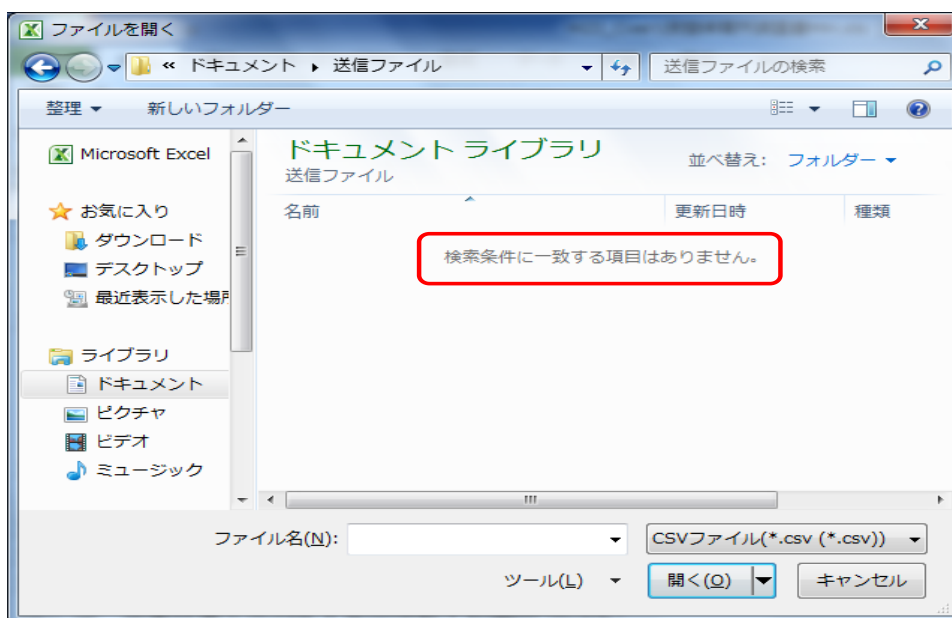 ファイルを開く
« ドキュメント ▸ 送信ファイル
送信ファイルの検索
整理 ▼ 新しいフォルダー
Microsoft Excel
お気に入り
ダウンロード
デスクトップ
最近表示した場所
ライブラリ
ドキュメント
ピクチャ
ビデオ
ミュージック
ドキュメント ライブラリ
送信ファイル
並べ替え: フォルダー ▼
名前 更新日時 種類
検索条件に一致する項目はありません。
ファイル名(N):
CSVファイル(*.csv (*.csv))
ツール(L) 開く(O) キャンセル